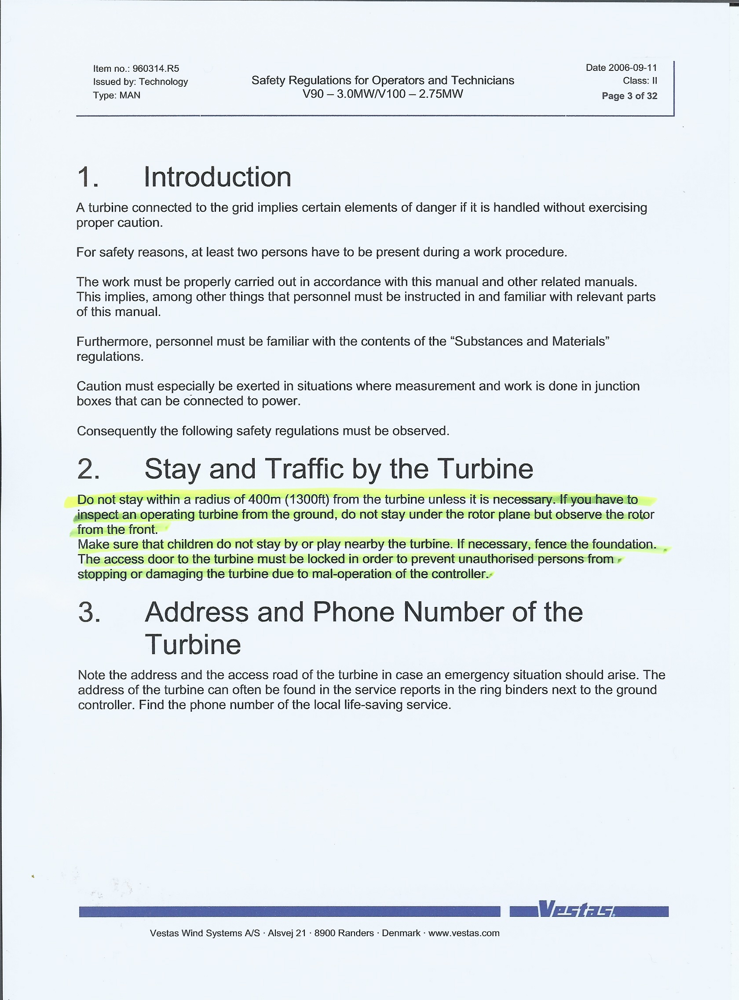 Item no.: 960314.R5
Issued by: Technology
Type: MAN
Safety Regulations for Operators and Technicians
V90 – 3.0MW/V100 – 2.75MW
Date 2006-09-11
Class: II
Page 3 of 32
1. Introduction
A turbine connected to the grid implies certain elements of danger if it is handled without exercising
proper caution.
For safety reasons, at least two persons have to be present during a work procedure.
The work must be properly carried out in accordance with this manual and other related manuals.
This implies, among other things that personnel must be instructed in and familiar with relevant parts
of this manual.
Furthermore, personnel must be familiar with the contents of the “Substances and Materials”
regulations.
Caution must especially be exerted in situations where measurement and work is done in junction
boxes that can be connected to power.
Consequently the following safety regulations must be observed.
2. Stay and Traffic by the Turbine
Do not stay within a radius of 400m (1300ft) from the turbine unless it is necessary. If you have to
inspect an operating turbine from the ground, do not stay under the rotor plane but observe the rotor
from the front.
Make sure that children do not stay by or play nearby the turbine. If necessary, fence the foundation.
The access door to the turbine must be locked in order to prevent unauthorised persons from
stopping or damaging the turbine due to mal-operation of the controller.
3. Address and Phone Number of the
Turbine
Note the address and the access road of the turbine in case an emergency situation should arise. The
address of the turbine can often be found in the service reports in the ring binders next to the ground
controller. Find the phone number of the local life-saving service.
Vestas
Vestas Wind Systems A/S · Alsvej 21 · 8900 Randers · Denmark · www.vestas.com